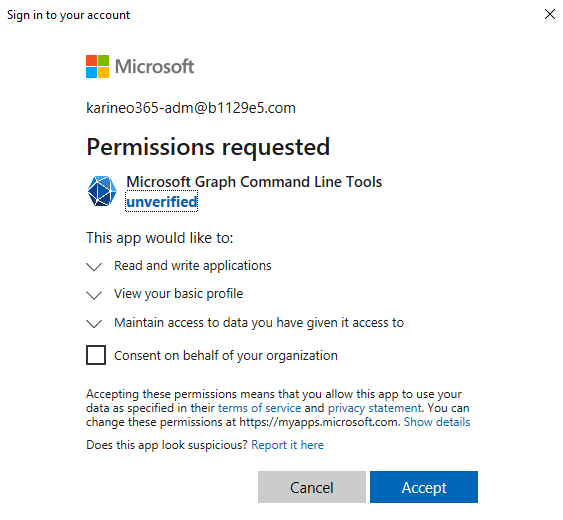 Sign in to your account
Microsoft
karineo365-adm@b1129e5.com
Permissions requested
Microsoft Graph Command Line Tools
unverified
This app would like to:
Read and write applications
View your basic profile
Maintain access to data you have given it access to
Consent on behalf of your organization
Accepting these permissions means that you allow this app to use your
data as specified in their terms of service and privacy statement. You can
change these permissions at https://myapps.microsoft.com. Show details
Does this app look suspicious? Report it here
Cancel
Accept